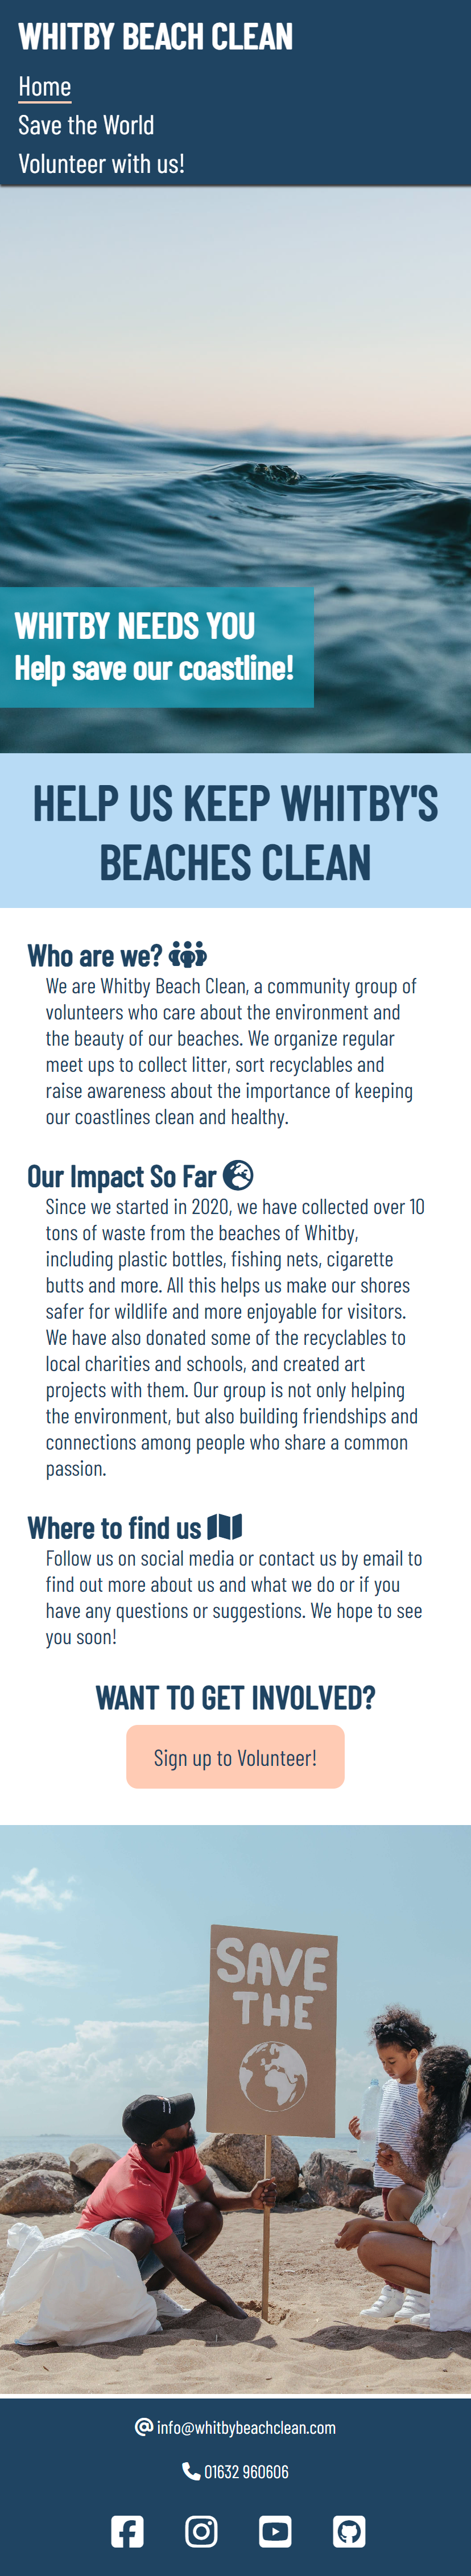 WHITBY BEACH CLEAN
Home
Save the World
Volunteer with us!
WHITBY NEEDS YOU
Help save our coastline!
HELP US KEEP WHITBY'S
BEACHES CLEAN
Who are we?
We are Whitby Beach Clean, a community group of
volunteers who care about the environment and
the beauty of our beaches. We organize regular
meet ups to collect litter, sort recyclables and
raise awareness about the importance of keeping
our coastlines clean and healthy.
Our Impact So Far
Since we started in 2020, we have collected over 10
tons of waste from the beaches of Whitby,
including plastic bottles, fishing nets, cigarette
butts and more. All this helps us make our shores
safer for wildlife and more enjoyable for visitors.
We have also donated some of the recyclables to
local charities and schools, and created art
projects with them. Our group is not only helping
the environment, but also building friendships and
connections among people who share a common
passion.
Where to find us
Follow us on social media or contact us by email to
find out more about us and what we do or if you
have any questions or suggestions. We hope to see
you soon!
WANT TO GET INVOLVED?
Sign up to Volunteer!
SAVE
THE
@ info@whitbybeachclean.com
01632 960606